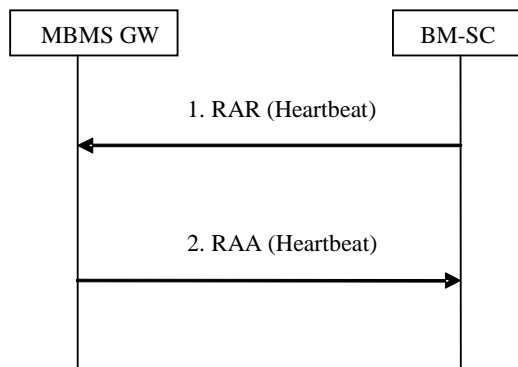 MBMS GW
BM-SC
1. RAR (Heartbeat)
2. RAA (Heartbeat)